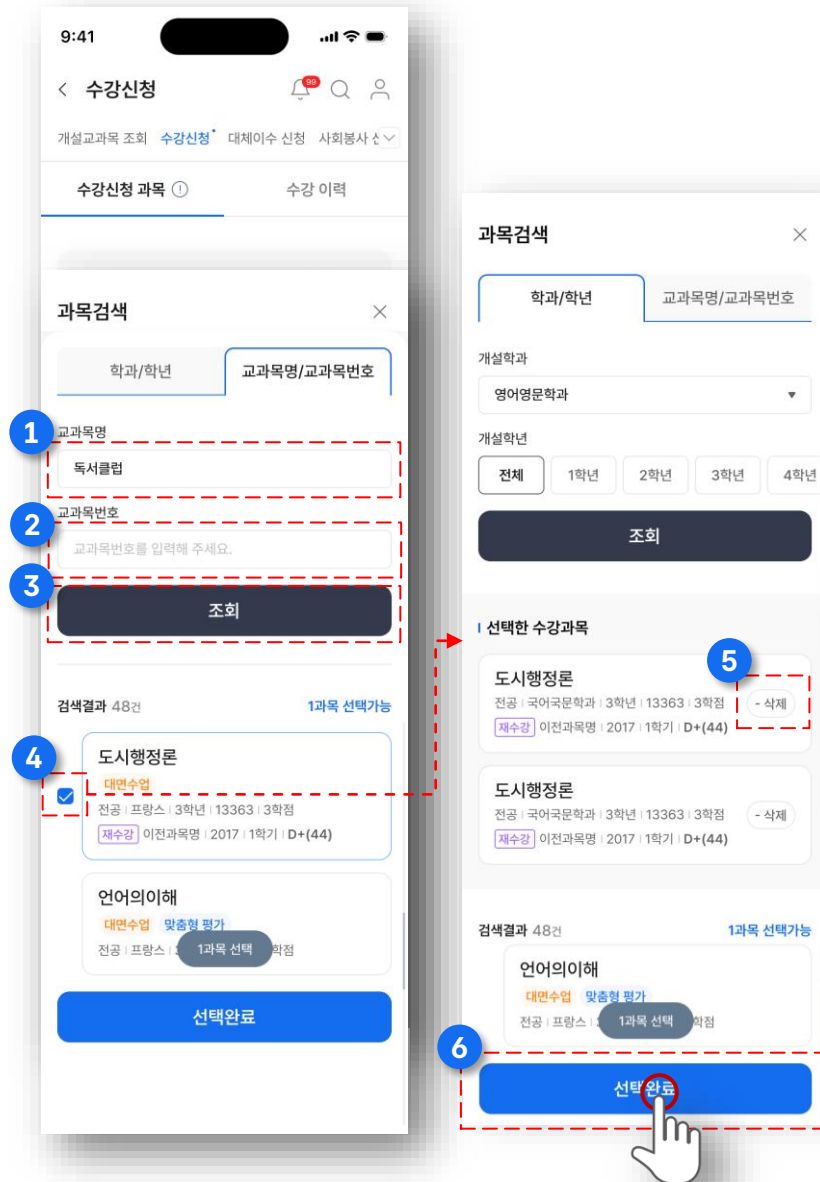 9:41
수강신청
99
개설교과목 조회 수강신청 대체이수 신청 사회봉사
수강신청 과목 수강 이력
과목검색
학과/학년 교과목명/교과목번호
1
교과목명
독서클럽
2
교과목번호
교과목번호를 입력해 주세요.
3
조회
검색결과 48건 1과목 선택가능
4
도시행정론
대면수업
전공 | 프랑스 | 3학년 | 13363 | 3학점
재수강 이전과목명 | 2017 | 1학기 | D+(44)
언어의이해
대면수업 맞춤형 평가
전공 | 프랑스 | 학점
1과목 선택
선택완료
과목검색
학과/학년 교과목명/교과목번호
개설학과
영어영문학과
개설학년
전체 1학년 2학년 3학년 4학년
조회
선택한 수강과목
5
도시행정론
전공 | 국어국문학과 | 3학년 | 13363 | 3학점
- 삭제
재수강 이전과목명 | 2017 | 1학기 | D+(44)
도시행정론
전공 | 국어국문학과 | 3학년 | 13363 | 3학점
- 삭제
재수강 이전과목명 | 2017 | 1학기 | D+(44)
검색결과 48건 1과목 선택가능
언어의이해
대면수업 맞춤형 평가
전공 | 프랑스 | 학점
1과목 선택
6
선택완료